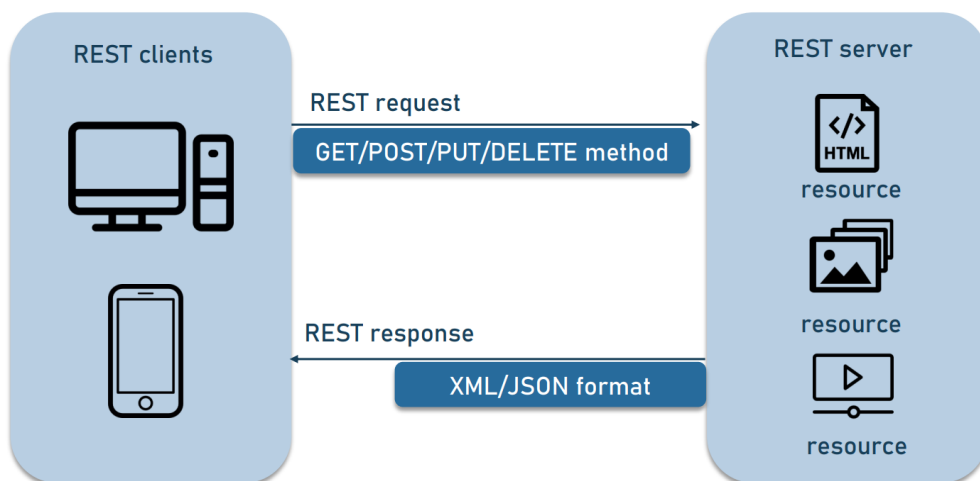 REST clients
REST server
REST request
GET/POST/PUT/DELETE method
</>
HTML
resource
resource
REST response
XML/JSON format
resource